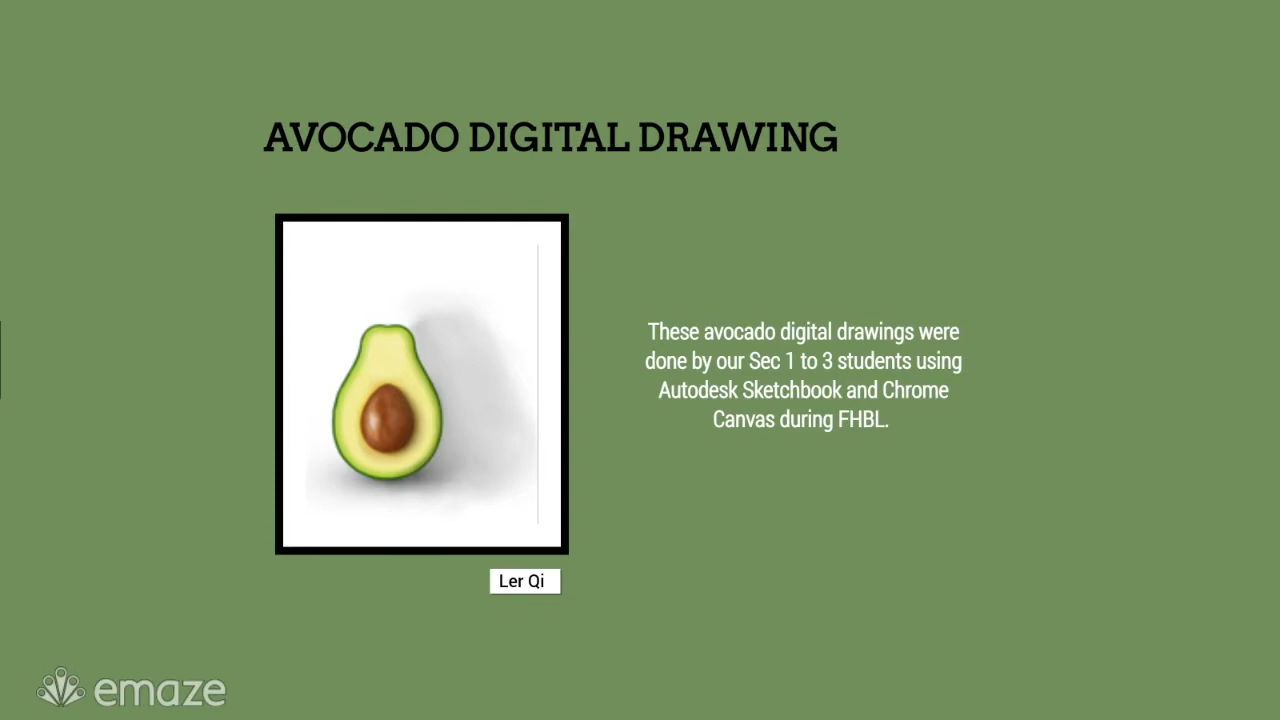 AVOCADO DIGITAL DRAWING
These avocado digital drawings were
done by our Sec 1 to 3 students using
Autodesk Sketchbook and Chrome
Canvas during FHBL.
Ler Qi
emaze